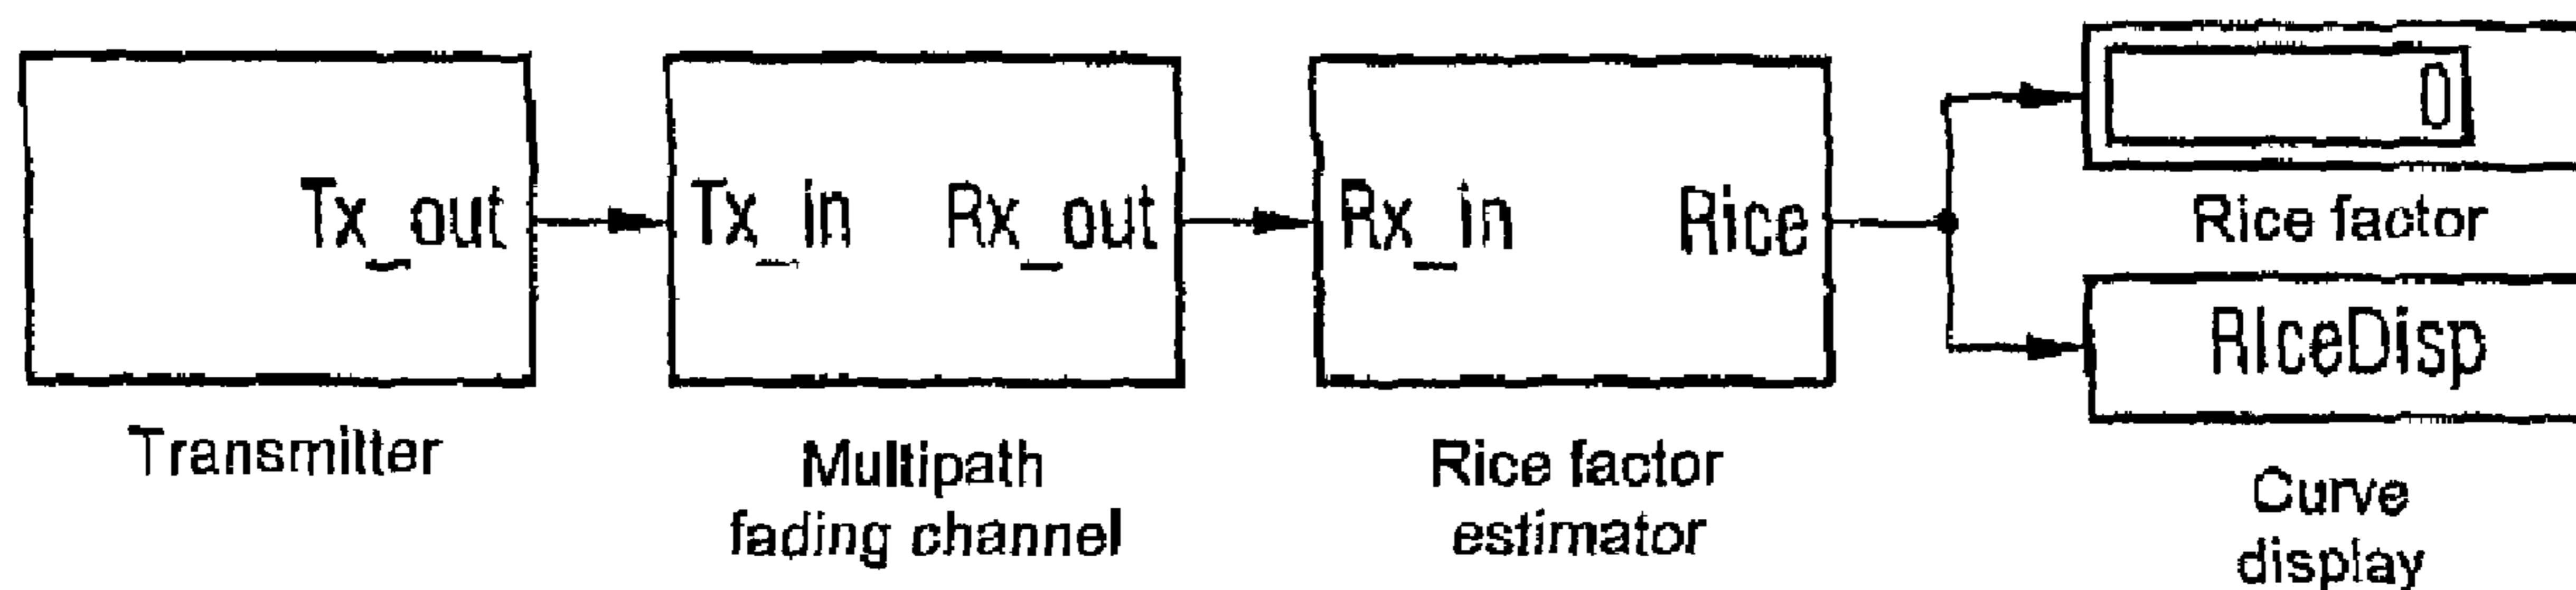 Tx_out
Tx_in
Rx_out
Rx_in
Rice
0
Rice factor
RIceDisp
Transmitter
Multipath
fading channel
Rice factor
estimator
Curve
display